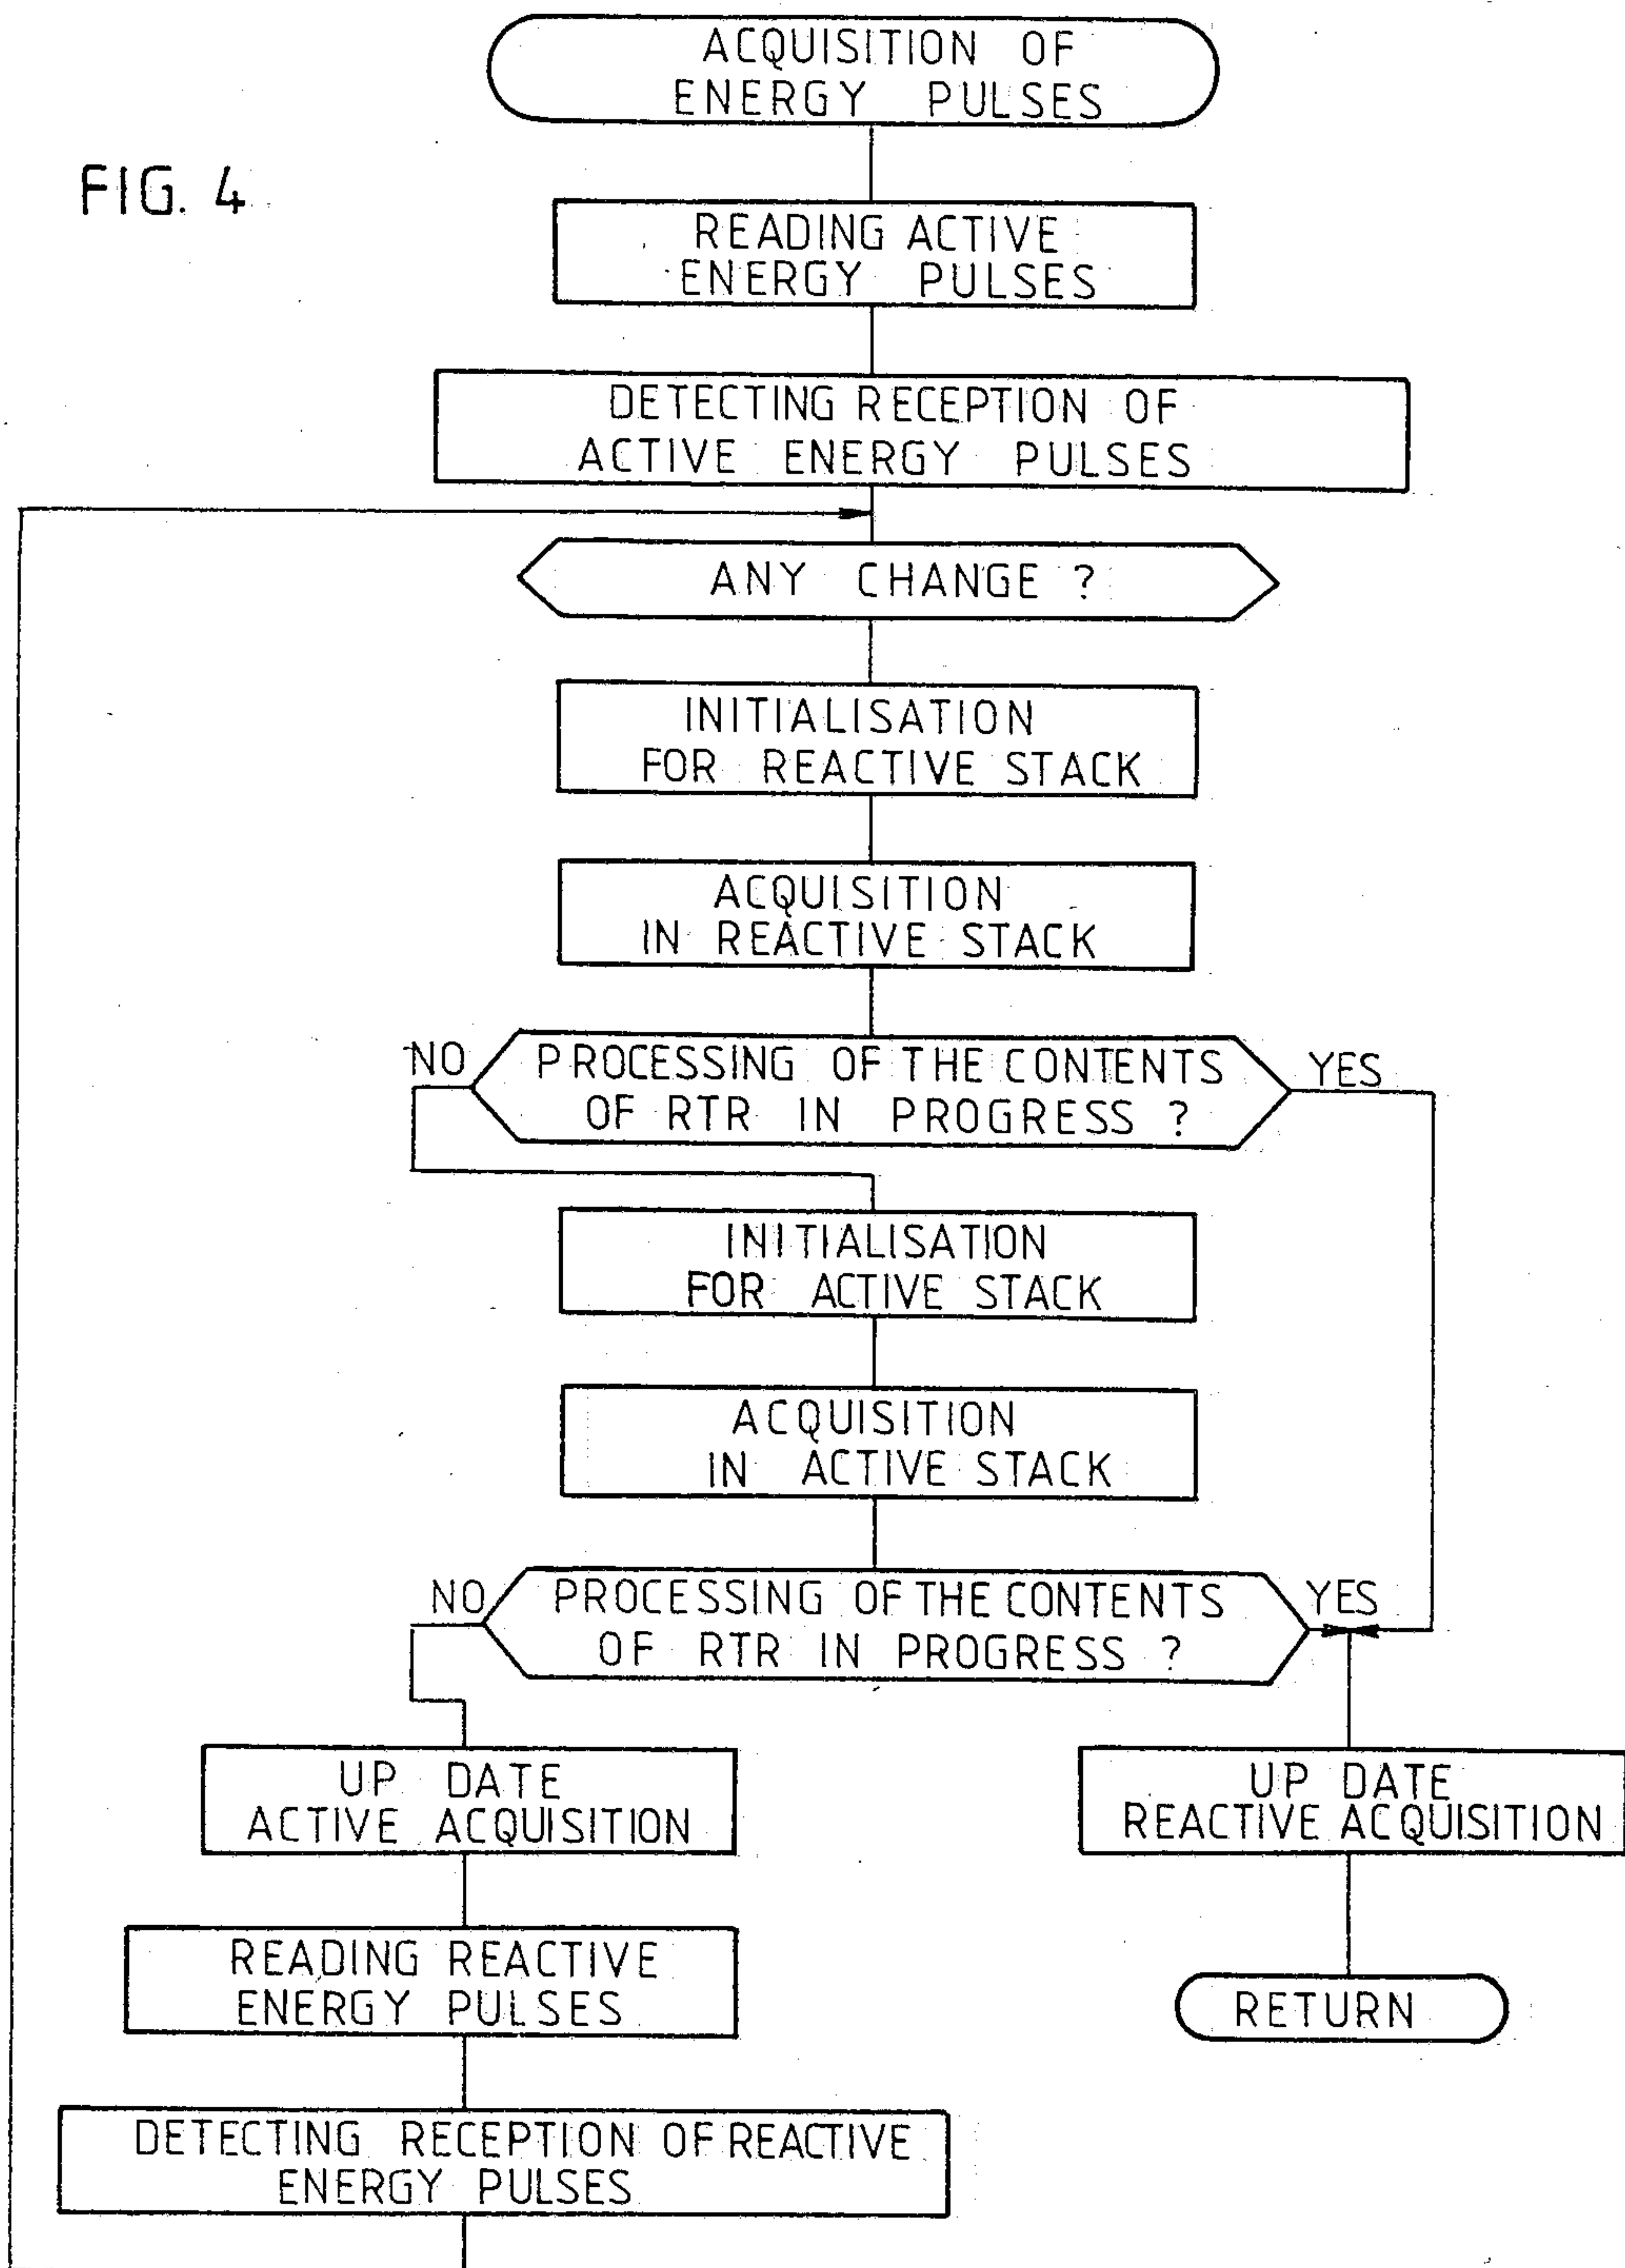 ACQUISITION OF
ENERGY PULSES
FIG. 4
READING ACTIVE
ENERGY PULSES
DETECTING RECEPTION OF
ACTIVE ENERGY PULSES
ANY CHANGE ?
INITIALISATION
FOR REACTIVE STACK
ACQUISITION
IN REACTIVE STACK
NO
PROCESSING OF THE CONTENTS
OF RTR IN PROGRESS ?
YES
INITIALISATION
FOR ACTIVE STACK
ACQUISITION
IN ACTIVE STACK
NO
PROCESSING OF THE CONTENTS
OF RTR IN PROGRESS ?
YES
UP DATE
ACTIVE ACQUISITION
UP DATE
REACTIVE ACQUISITION
READING REACTIVE
ENERGY PULSES
RETURN
DETECTING RECEPTION OF REACTIVE
ENERGY PULSES